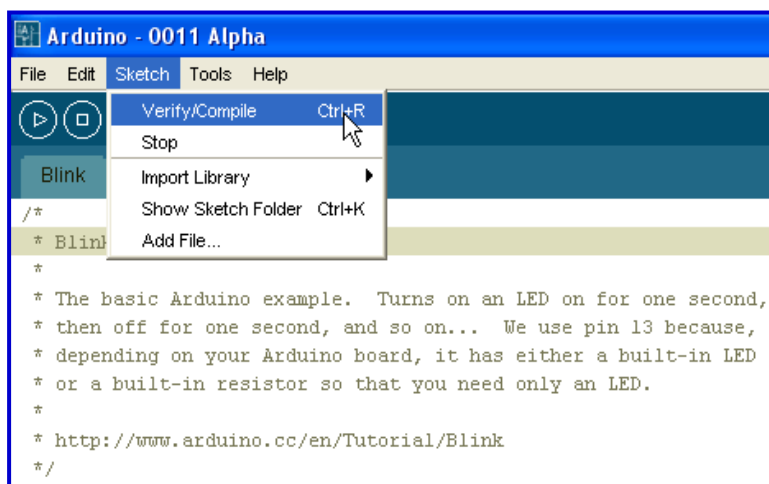 Arduino - 0011 Alpha
File Edit Sketch Tools Help
Verify/Compile Ctrl+R
Stop
Import Library
Show Sketch Folder Ctrl+K
Add File...
Blink
/*
* Blink
*
* The basic Arduino example.  Turns on an LED on for one second,
* then off for one second, and so on...  We use pin 13 because,
* depending on your Arduino board, it has either a built-in LED
* or a built-in resistor so that you need only an LED.
*
* http://www.arduino.cc/en/Tutorial/Blink
*/